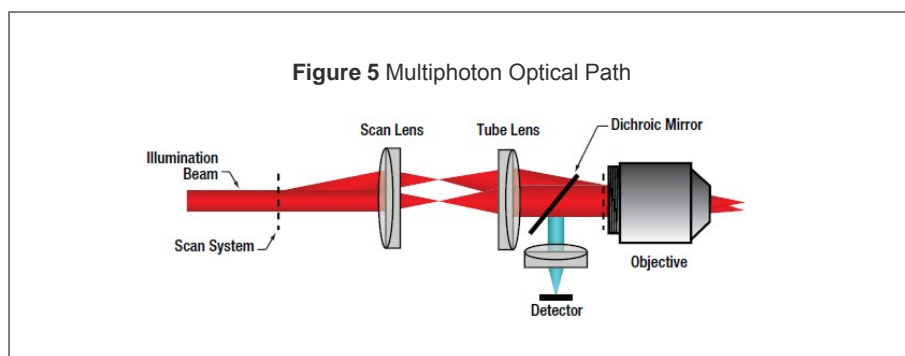 Figure 5 Multiphoton Optical Path
Dichroic Mirror
Scan Lens
Tube Lens
Illumination
Beam
Scan System
Objective
Detector